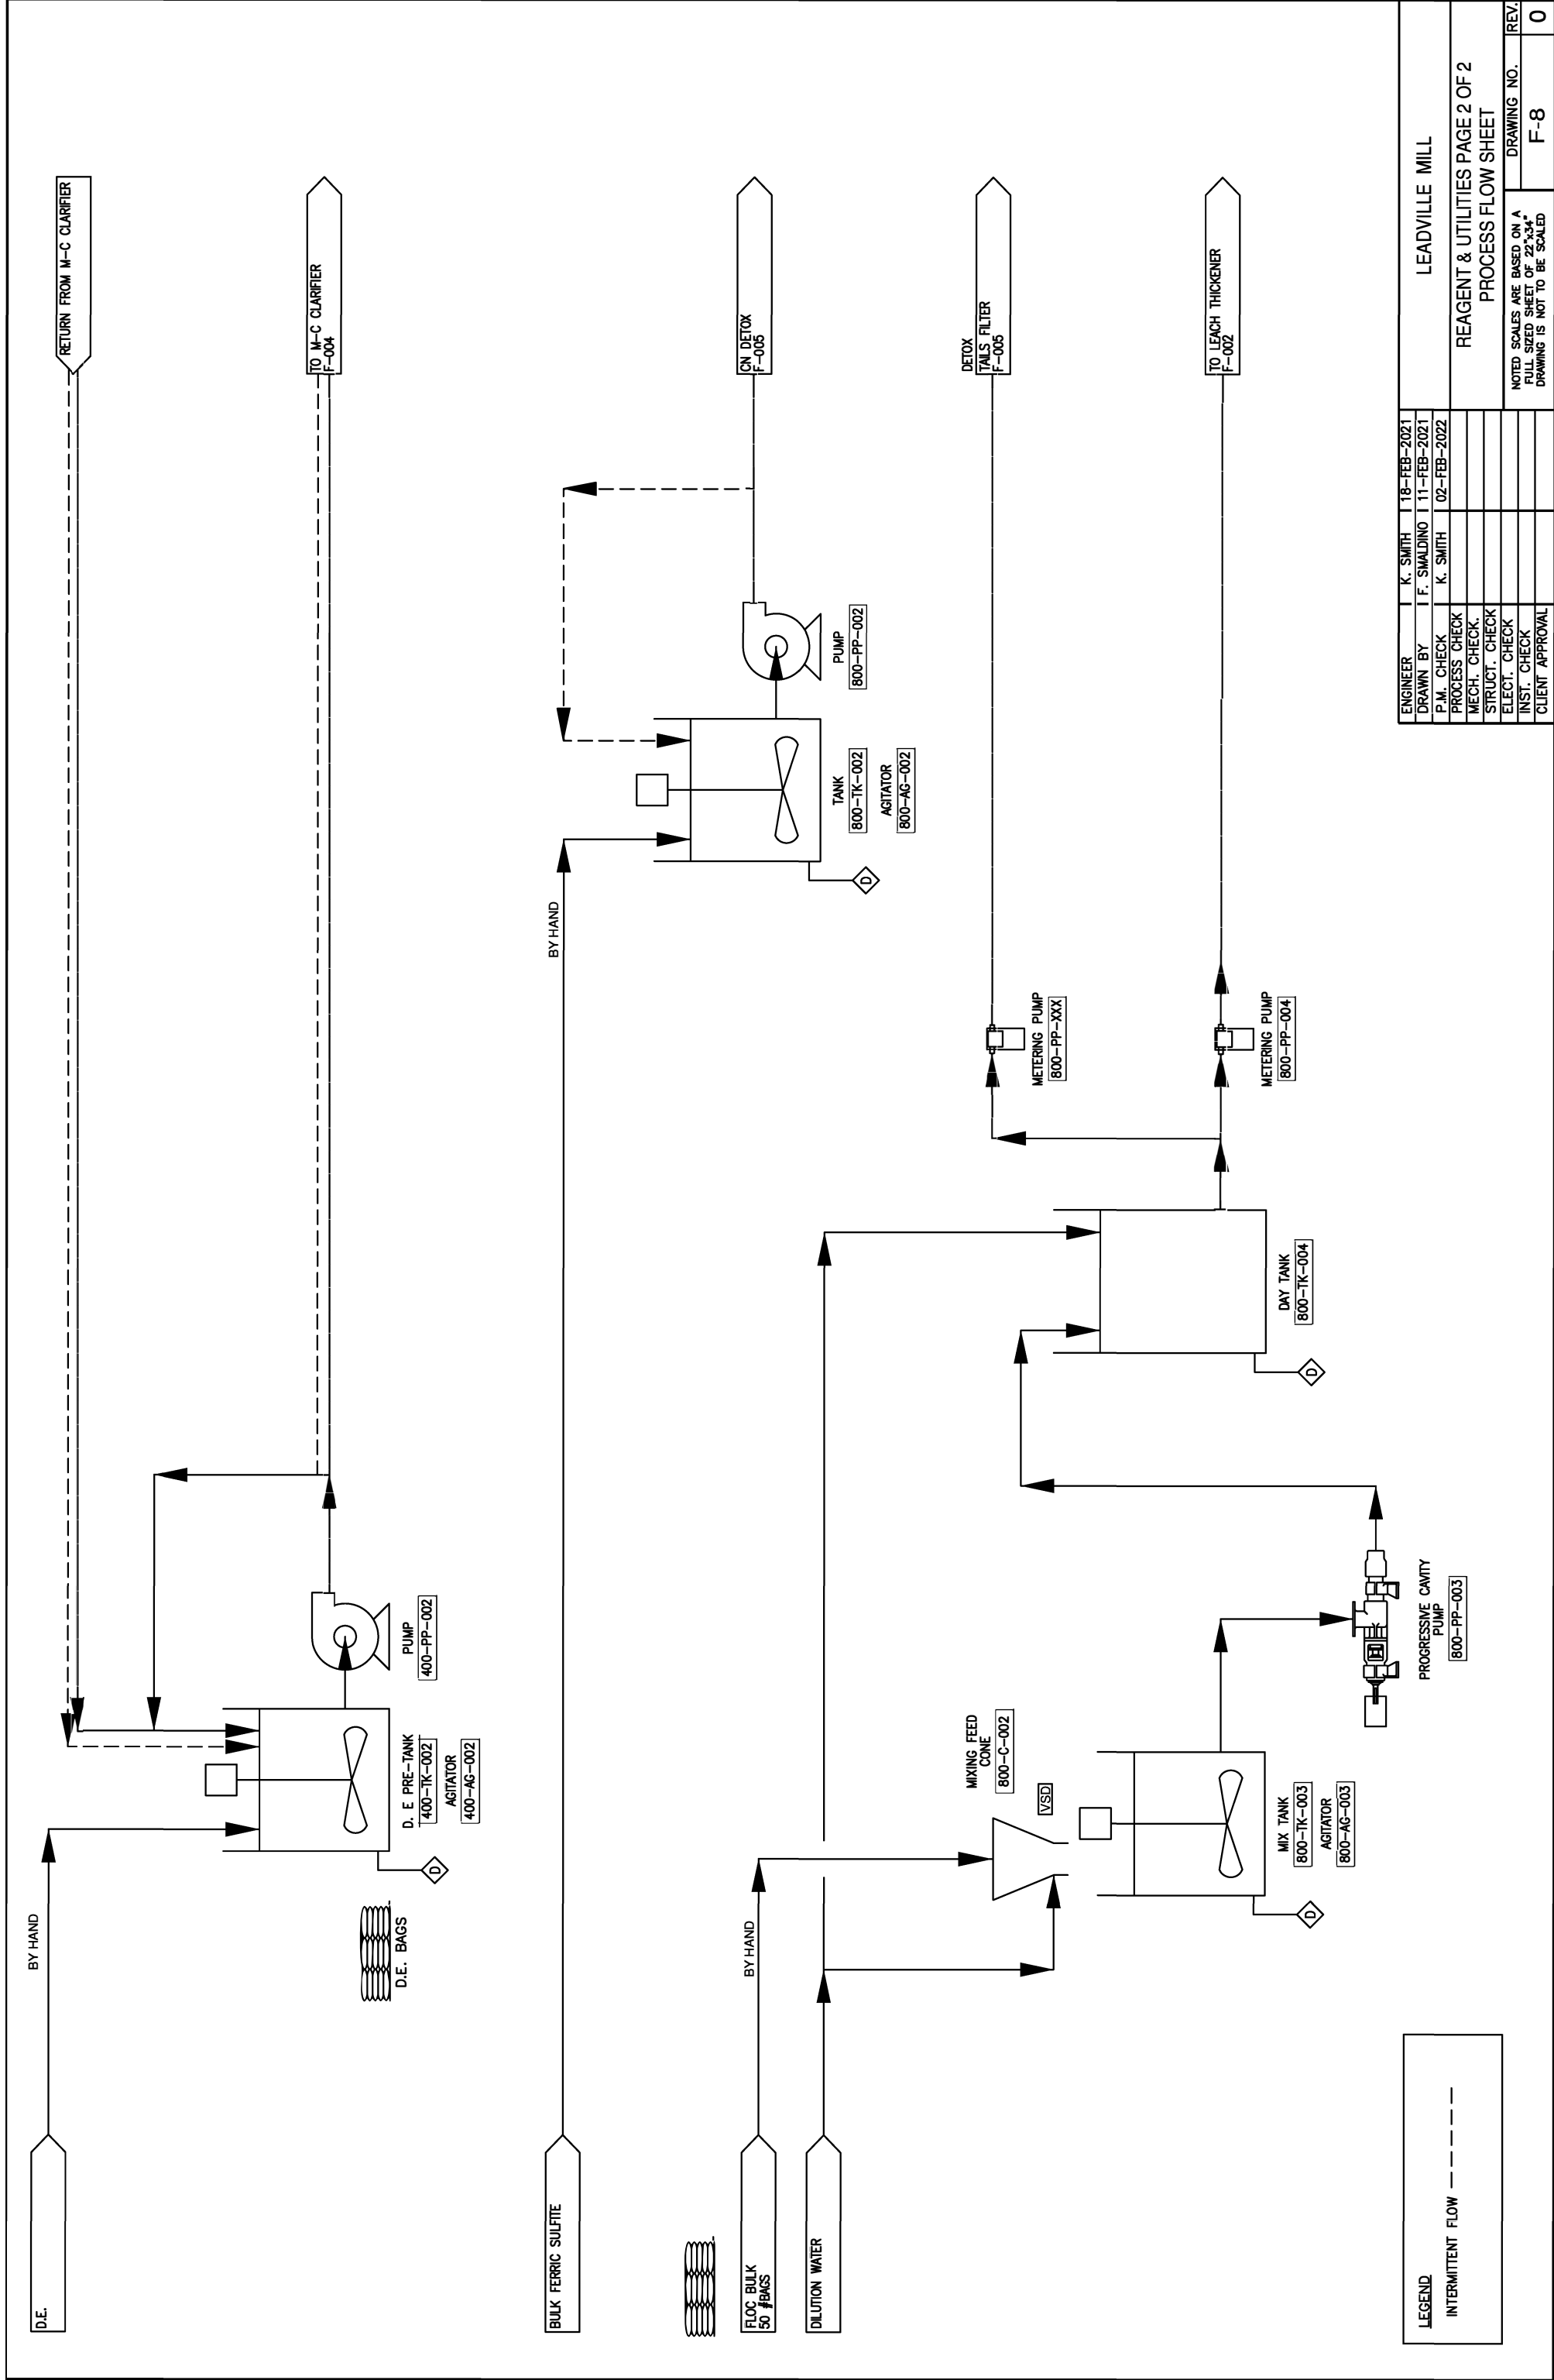 D.E.
BY HAND
RETURN FROM M-C CLARIFIER
TO M-C CLARIFIER
F-004
D. E PRE-TANK
400-TK-002
AGITATOR
400-AG-002
PUMP
400-PP-002
D
D.E. BAGS
BULK FERRIC SULFITE
BY HAND
TANK
800-TK-002
AGITATOR
800-AG-002
PUMP
800-PP-002
D
CN DETOX
F-005
FLOC BULK
50 #BAGS
BY HAND
DILUTION WATER
MIXING FEED
CONE
800-C-002
VSD
MIX TANK
800-TK-003
AGITATOR
800-AG-003
D
PROGRESSIVE CAVITY
PUMP
800-PP-003
DAY TANK
800-TK-004
D
METERING PUMP
800-PP-XXX
METERING PUMP
800-PP-004
DETOX
TAILS FILTER
F-005
TO LEACH THICKENER
F-002
LEGEND
INTERMITTENT FLOW
ENGINEER K. SMITH 18-FEB-2021
DRAWN BY F. SMALDINO 11-FEB-2021
P.M. CHECK K. SMITH 02-FEB-2022
PROCESS CHECK
MECH. CHECK.
STRUCT. CHECK
ELECT. CHECK
INST. CHECK
CLIENT APPROVAL
LEADVILLE MILL
REAGENT & UTILITIES PAGE 2 OF 2
PROCESS FLOW SHEET
NOTED SCALES ARE BASED ON A
FULL SIZED SHEET OF 22"x34"
DRAWING IS NOT TO BE SCALED
DRAWING NO.
F-8
REV.
0